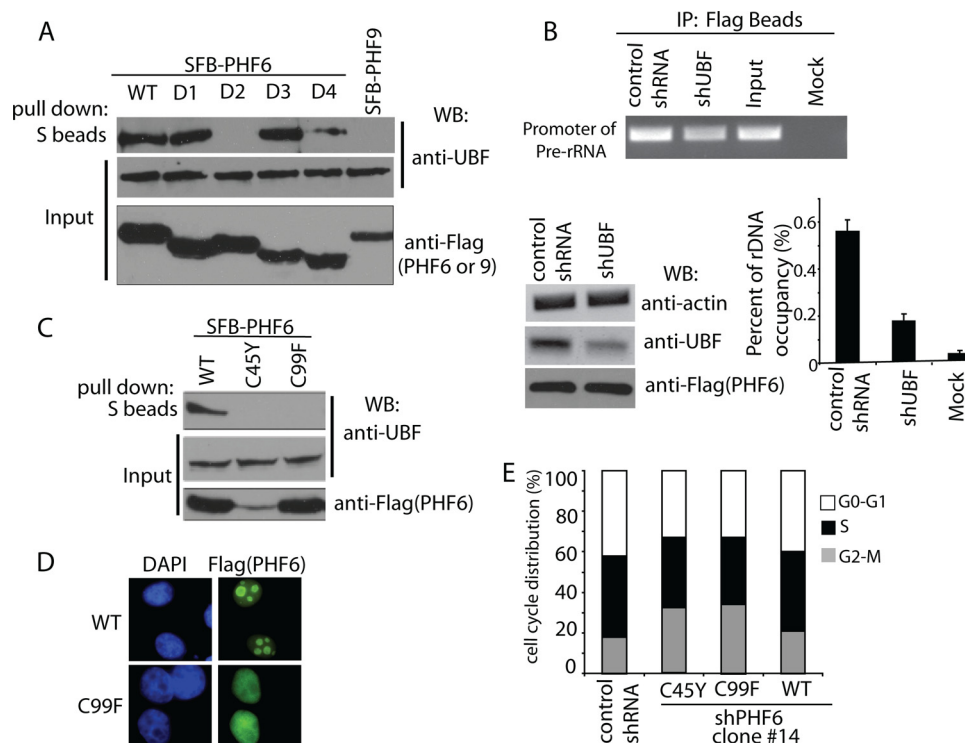 A
SFB-PHF6
SFB-PHF9
WT D1 D2 D3 D4
pull down:
S beads
WB:
anti-UBF
Input
anti-Flag
(PHF6 or 9)
B
IP: Flag Beads
control
shRNA
shUBF
Input
Mock
Promoter of
Pre-rRNA
control
shRNA
shUBF
WB:
anti-actin
anti-UBF
anti-Flag(PHF6)
Percent of rDNA
occupancy (%)
0.6
0.4
0.2
0
control
shRNA
shUBF
Mock
C
SFB-PHF6
WT
C45Y
C99F
pull down:
S beads
WB:
anti-UBF
Input
anti-Flag(PHF6)
D
DAPI Flag(PHF6)
WT
C99F
E
cell cycle distribution (%)
100
80
60
40
20
0
G0-G1
S
G2-M
control
shRNA
C45Y C99F WT
shPHF6
clone #14